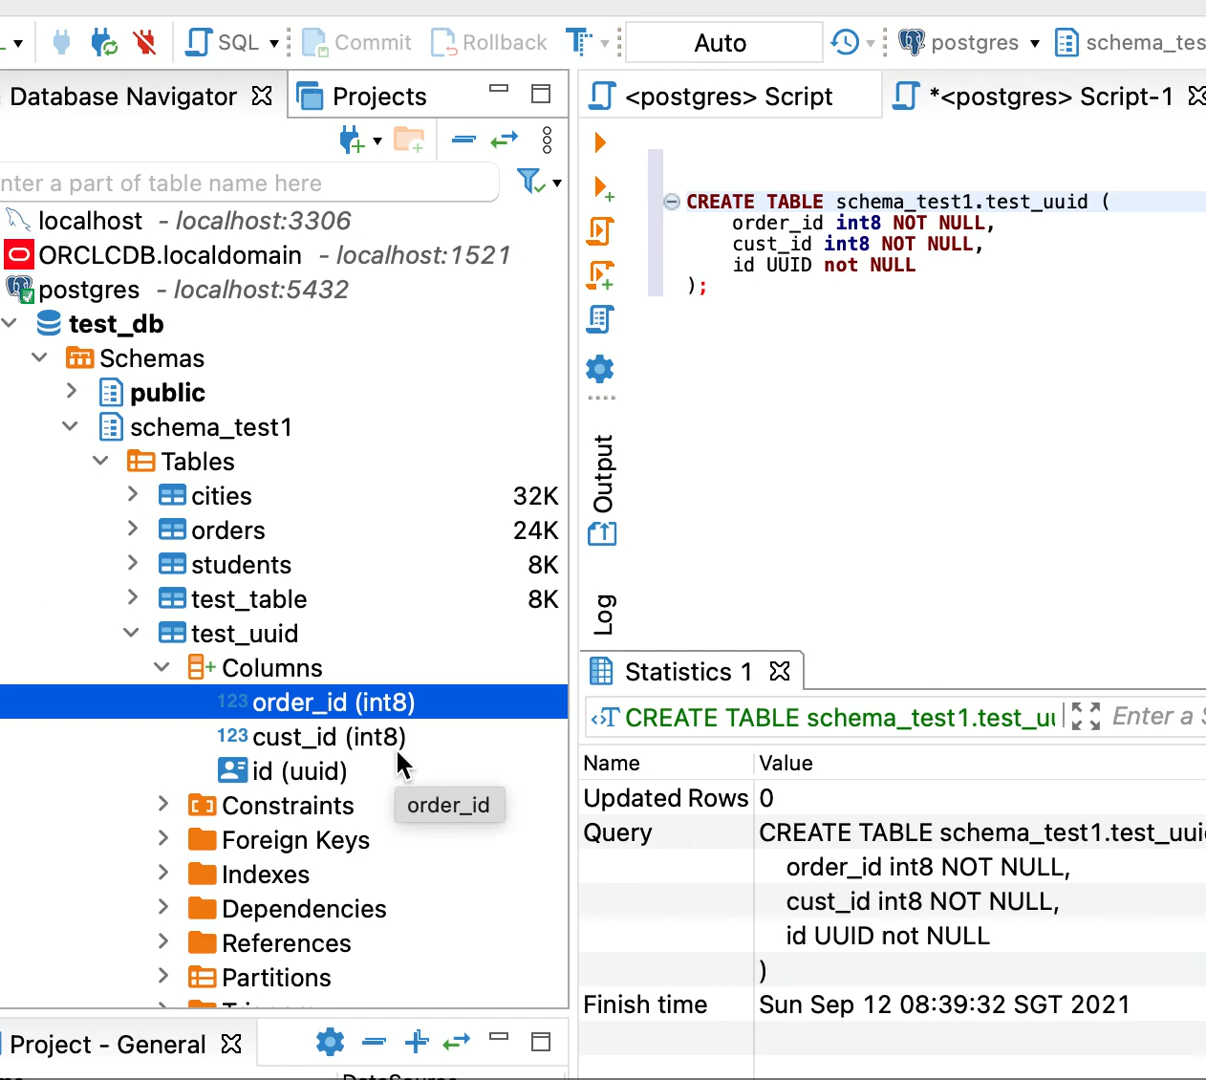 SQL
Commit
Rollback
Auto
postgres
schema_tes
Database Navigator
Projects
<postgres> Script
*<postgres> Script-1
nter a part of table name here
localhost - localhost:3306
ORCLCDB.localdomain - localhost:1521
postgres - localhost:5432
test_db
Schemas
public
schema_test1
Tables
cities 32K
orders 24K
students 8K
test_table 8K
test_uuid
Columns
123 order_id (int8)
123 cust_id (int8)
id (uuid)
order_id
Constraints
Foreign Keys
Indexes
Dependencies
References
Partitions
Project - General
CREATE TABLE schema_test1.test_uuid (
order_id int8 NOT NULL,
cust_id int8 NOT NULL,
id UUID not NULL
);
Output
Log
Statistics 1
CREATE TABLE schema_test1.test_uu
Enter a S
Name Value
Updated Rows 0
Query CREATE TABLE schema_test1.test_uui
order_id int8 NOT NULL,
cust_id int8 NOT NULL,
id UUID not NULL
)
Finish time Sun Sep 12 08:39:32 SGT 2021